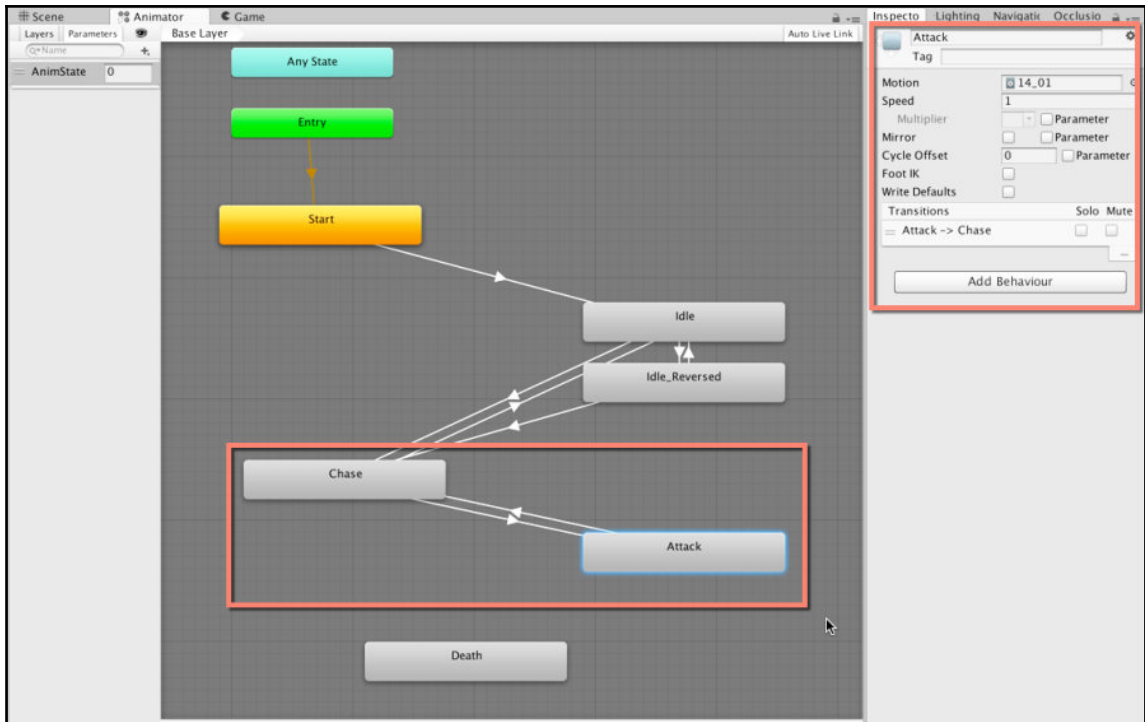 Scene Animator Game
Inspecto Lighting Navigatic Occlusio
Layers Parameters
Base Layer
Auto Live Link
Name
AnimState 0
Any State
Entry
Start
Idle
Idle_Reversed
Chase
Attack
Death
Attack
Tag
Motion 14_01
Speed 1
Multiplier Parameter
Mirror Parameter
Cycle Offset 0 Parameter
Foot IK
Write Defaults
Transitions Solo Mute
Attack -> Chase
Add Behaviour